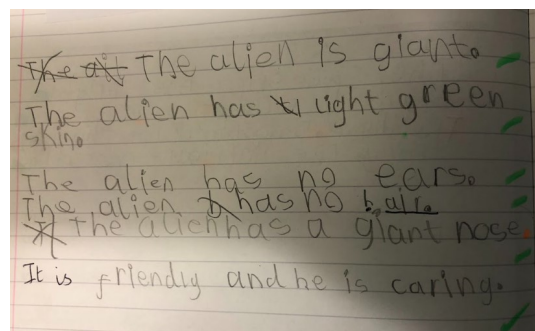 The alien is giant.
The alien has light green
skin.
The alien has no ears.
The alien has no hair.
The alien has a giant nose.
It is friendly and he is caring.